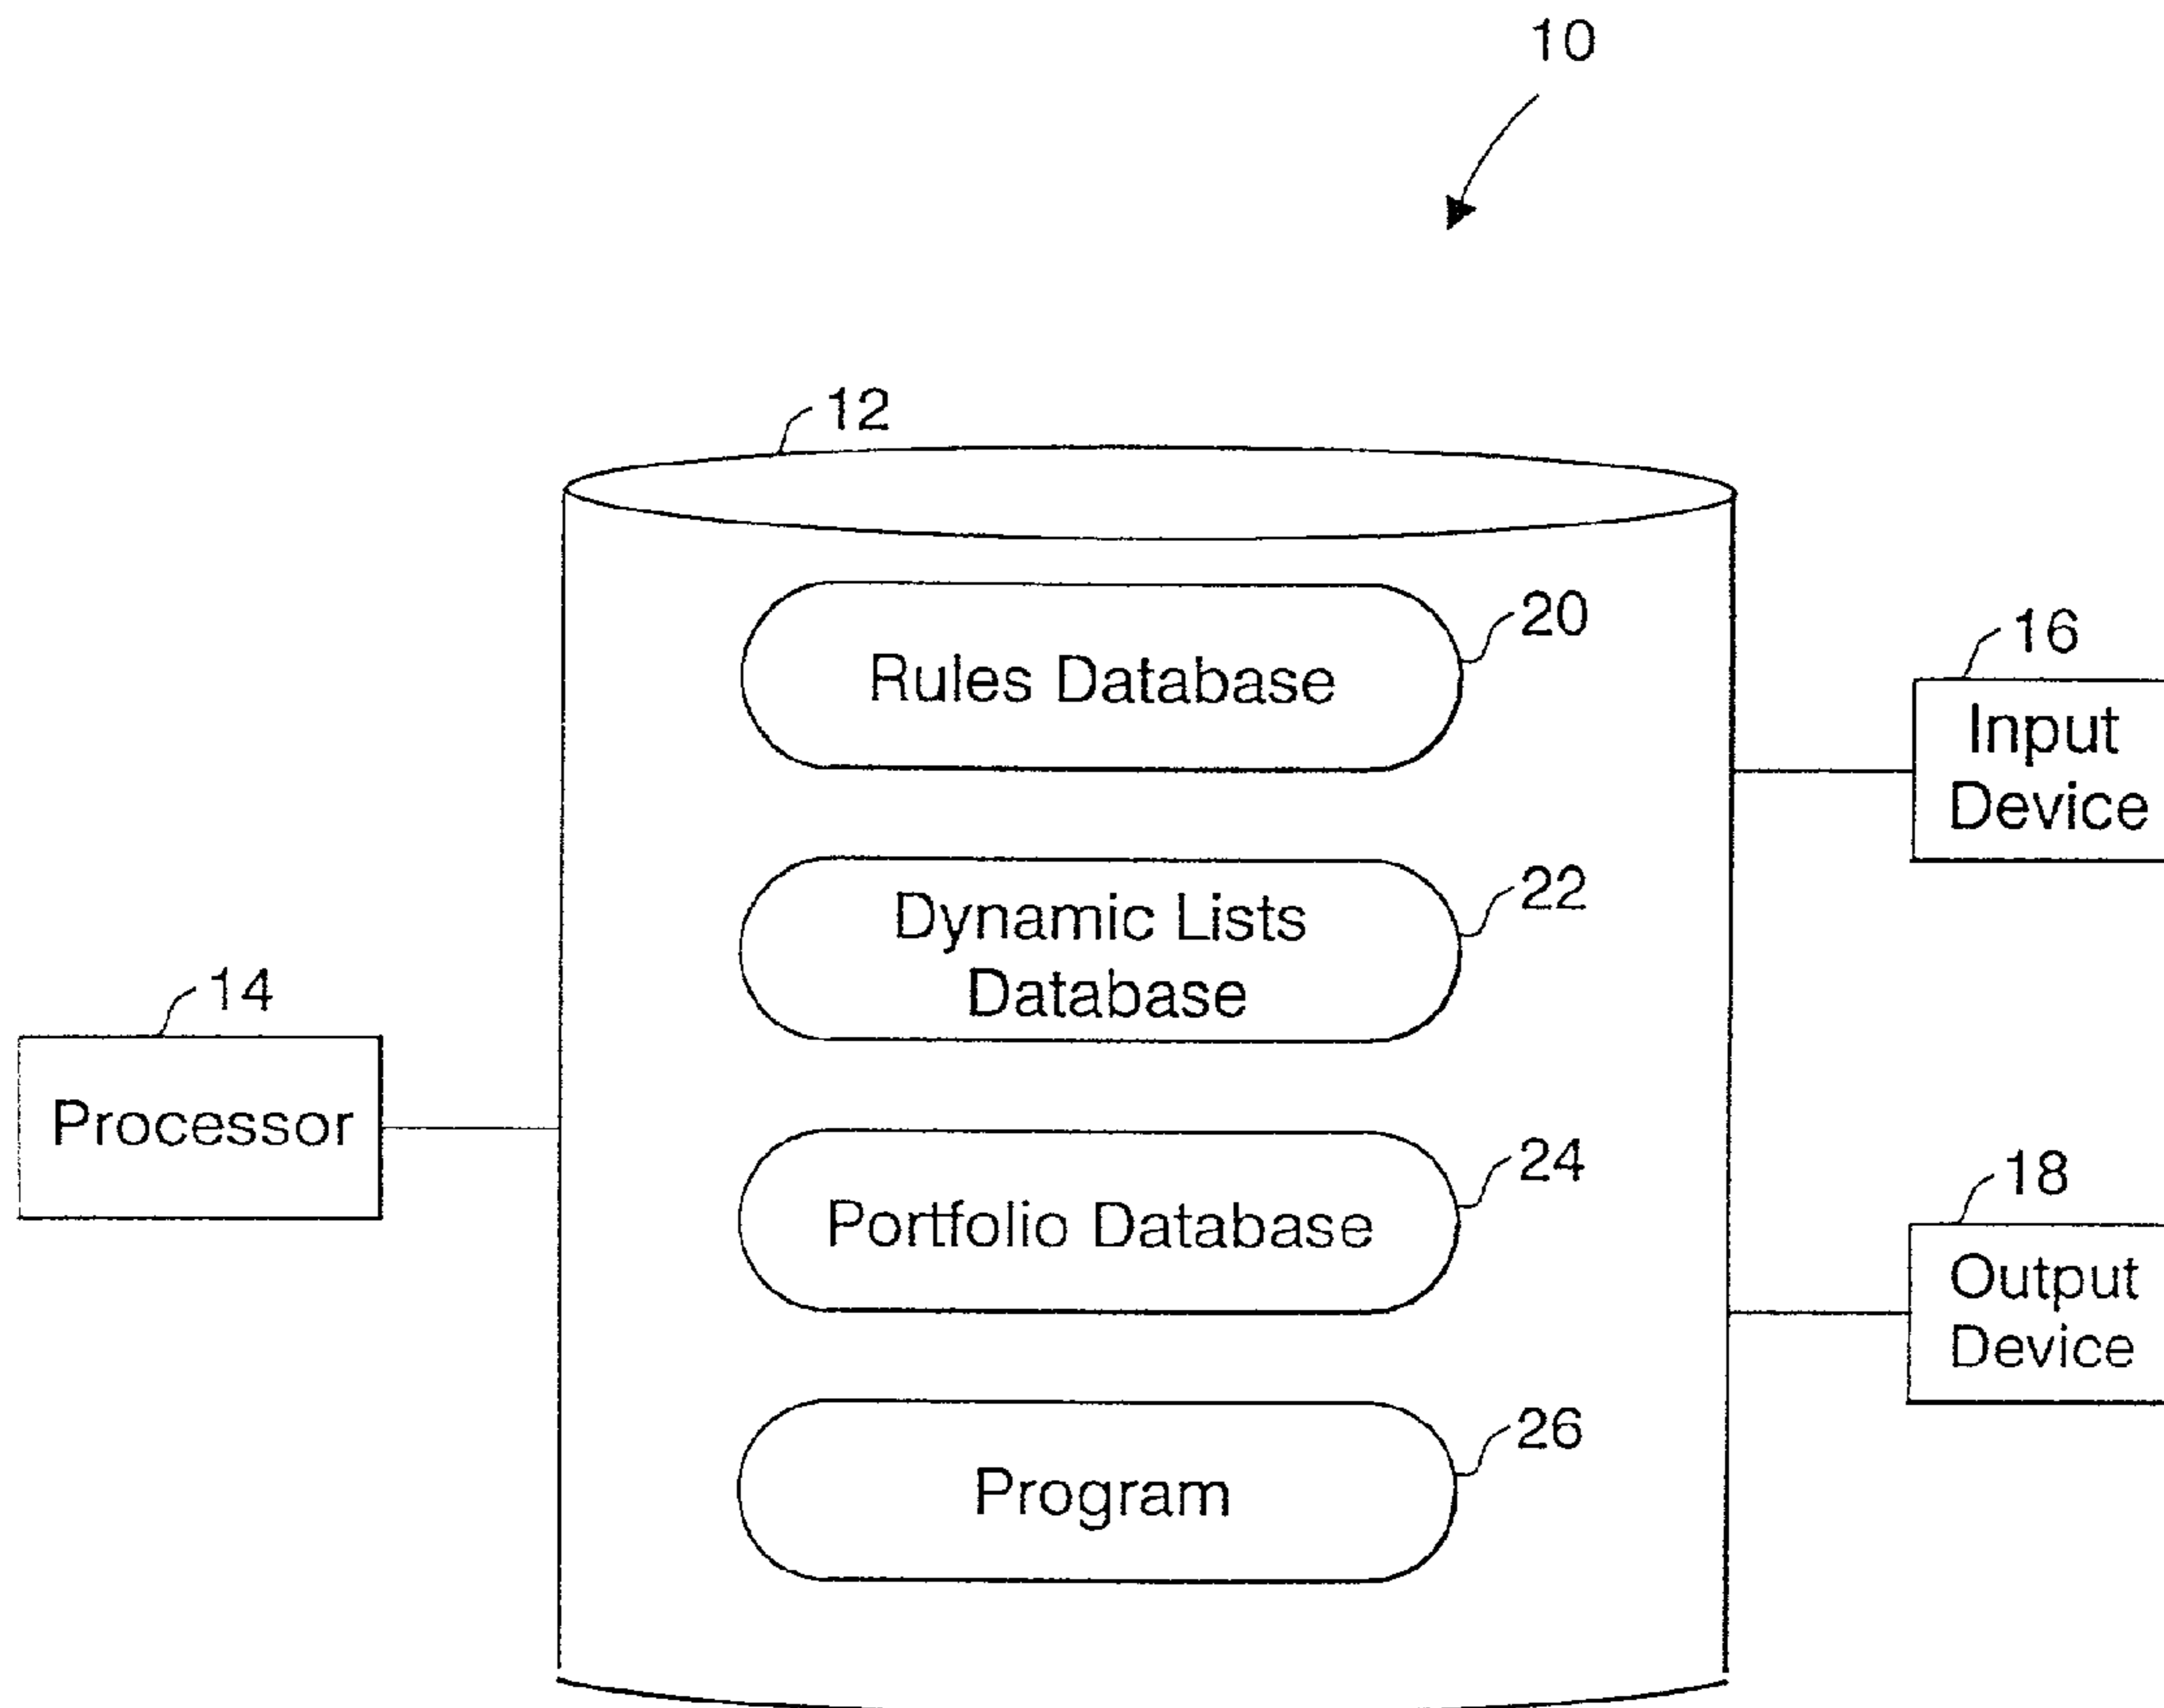 10
12
20
Rules Database
16
Input
Device
22
Dynamic Lists
Database
14
Processor
24
Portfolio Database
18
Output
Device
26
Program